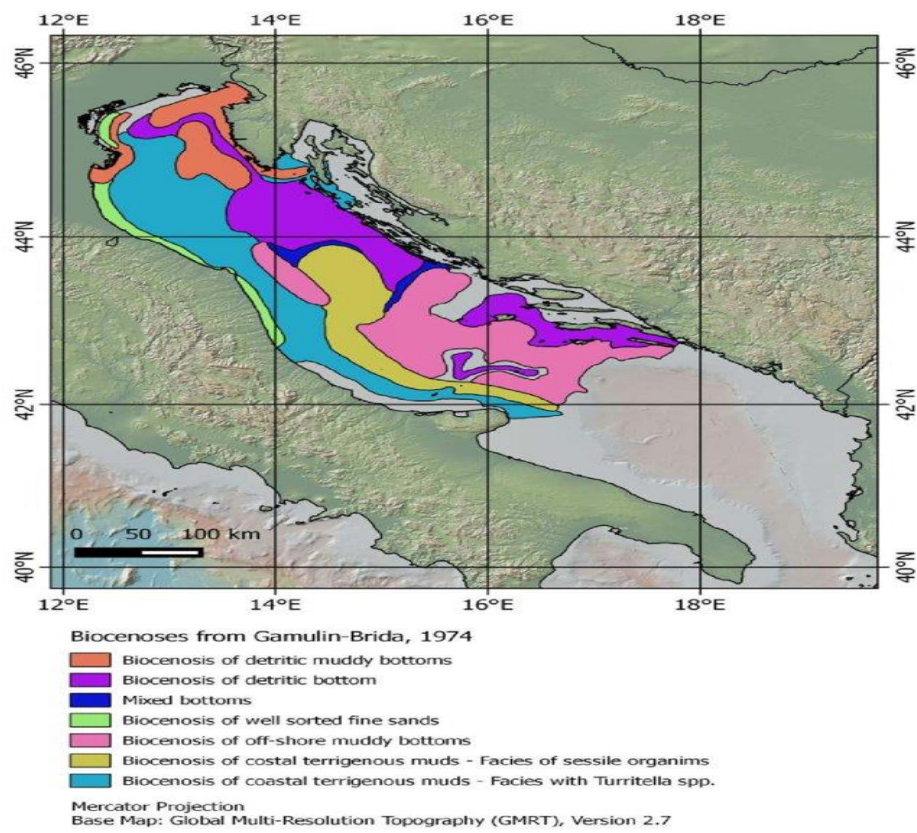 12°E 14°E 16°E 18°E
46°N 46°N
44°N 44°N
42°N 42°N
40°N 40°N
0 50 100 km
12°E 14°E 16°E 18°E
Biocenoses from Gamulin-Brida, 1974
Biocenosis of detritic muddy bottoms
Biocenosis of detritic bottom
Mixed bottoms
Biocenosis of well sorted fine sands
Biocenosis of off-shore muddy bottoms
Biocenosis of costal terrigenous muds - Facies of sessile organims
Biocenosis of coastal terrigenous muds - Facies with Turritella spp.
Mercator Projection
Base Map: Global Multi-Resolution Topography (GMRT), Version 2.7